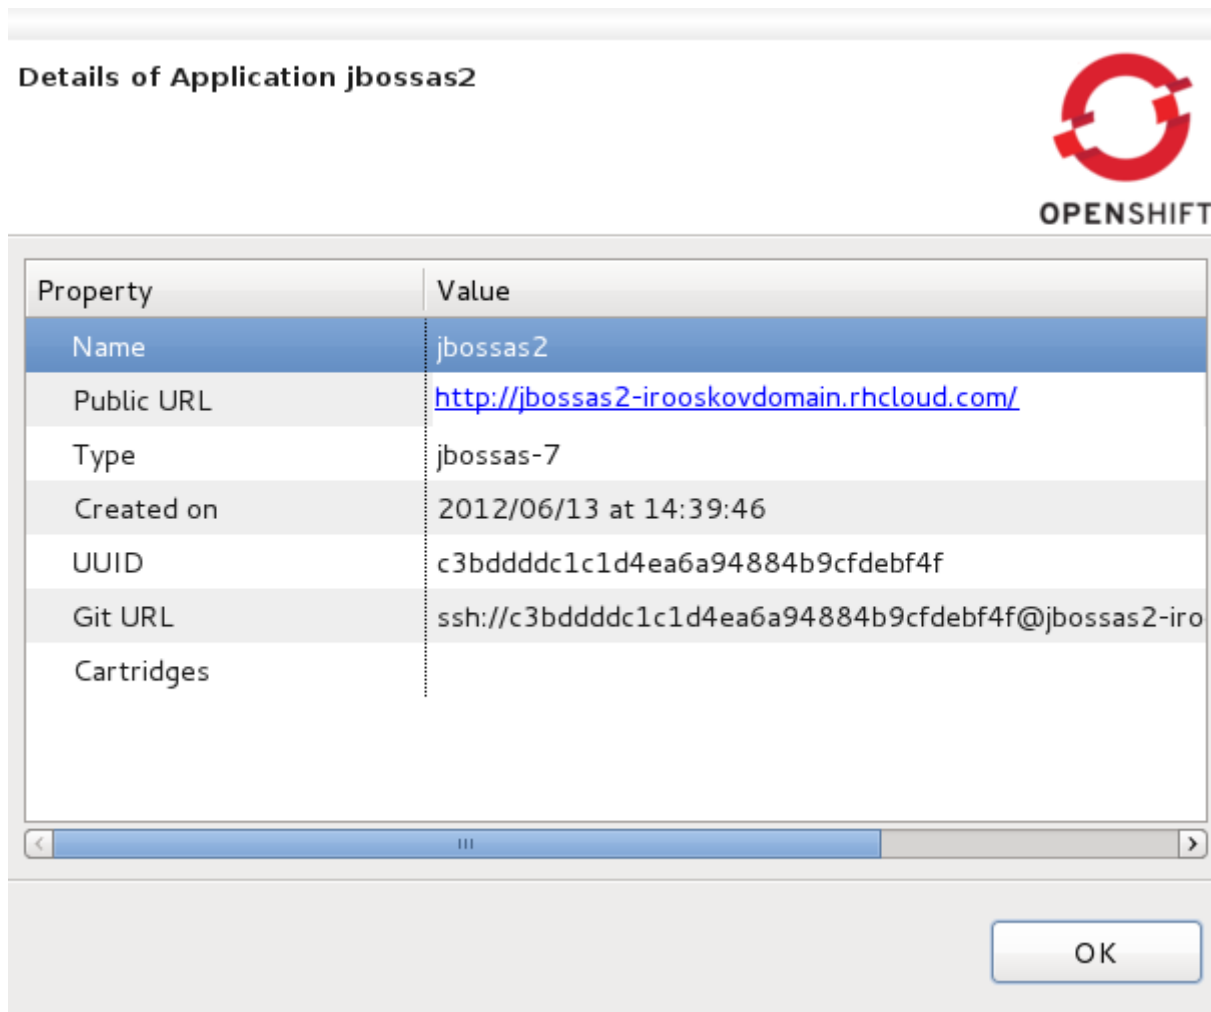 Details of Application jbossas2
OPENSHIFT
Property Value
Name jbossas2
Public URL http://jbossas2-irooskovdomain.rhcloud.com/
Type jbossas-7
Created on 2012/06/13 at 14:39:46
UUID c3bddddc1c1d4ea6a94884b9cfdebf4f
Git URL ssh://c3bddddc1c1d4ea6a94884b9cfdebf4f@jbossas2-iro
Cartridges
OK